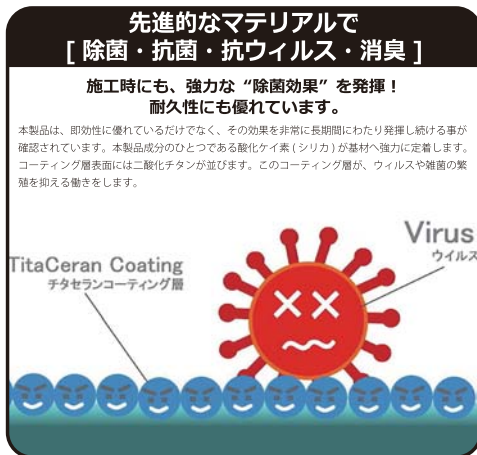 先進的なマテリアルで
[ 除菌・抗菌・抗ウィルス・消臭 ]
施工時にも、強力な “除菌効果” を発揮！
耐久性にも優れています。
本製品は、即効性に優れているだけでなく、その効果を非常に長期間にわたり発揮し続ける事が
確認されています。本製品成分のひとつである酸化ケイ素 ( シリカ ) が基材へ強力に定着します。
コーティング層表面には二酸化チタンが並びます。このコーティング層が、ウィルスや雑菌の繁
殖を抑える働きをします。
Virus
ウイルス
TitaCeran Coating
チタセランコーティング層